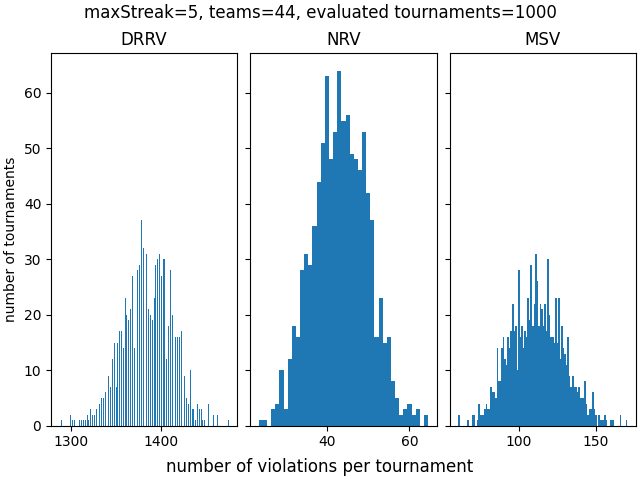 maxStreak=5, teams=44, evaluated tournaments=1000
DRRV NRV MSV
number of tournaments
60
50
40
30
20
10
0
1300 1400 40 60 100 150
number of violations per tournament